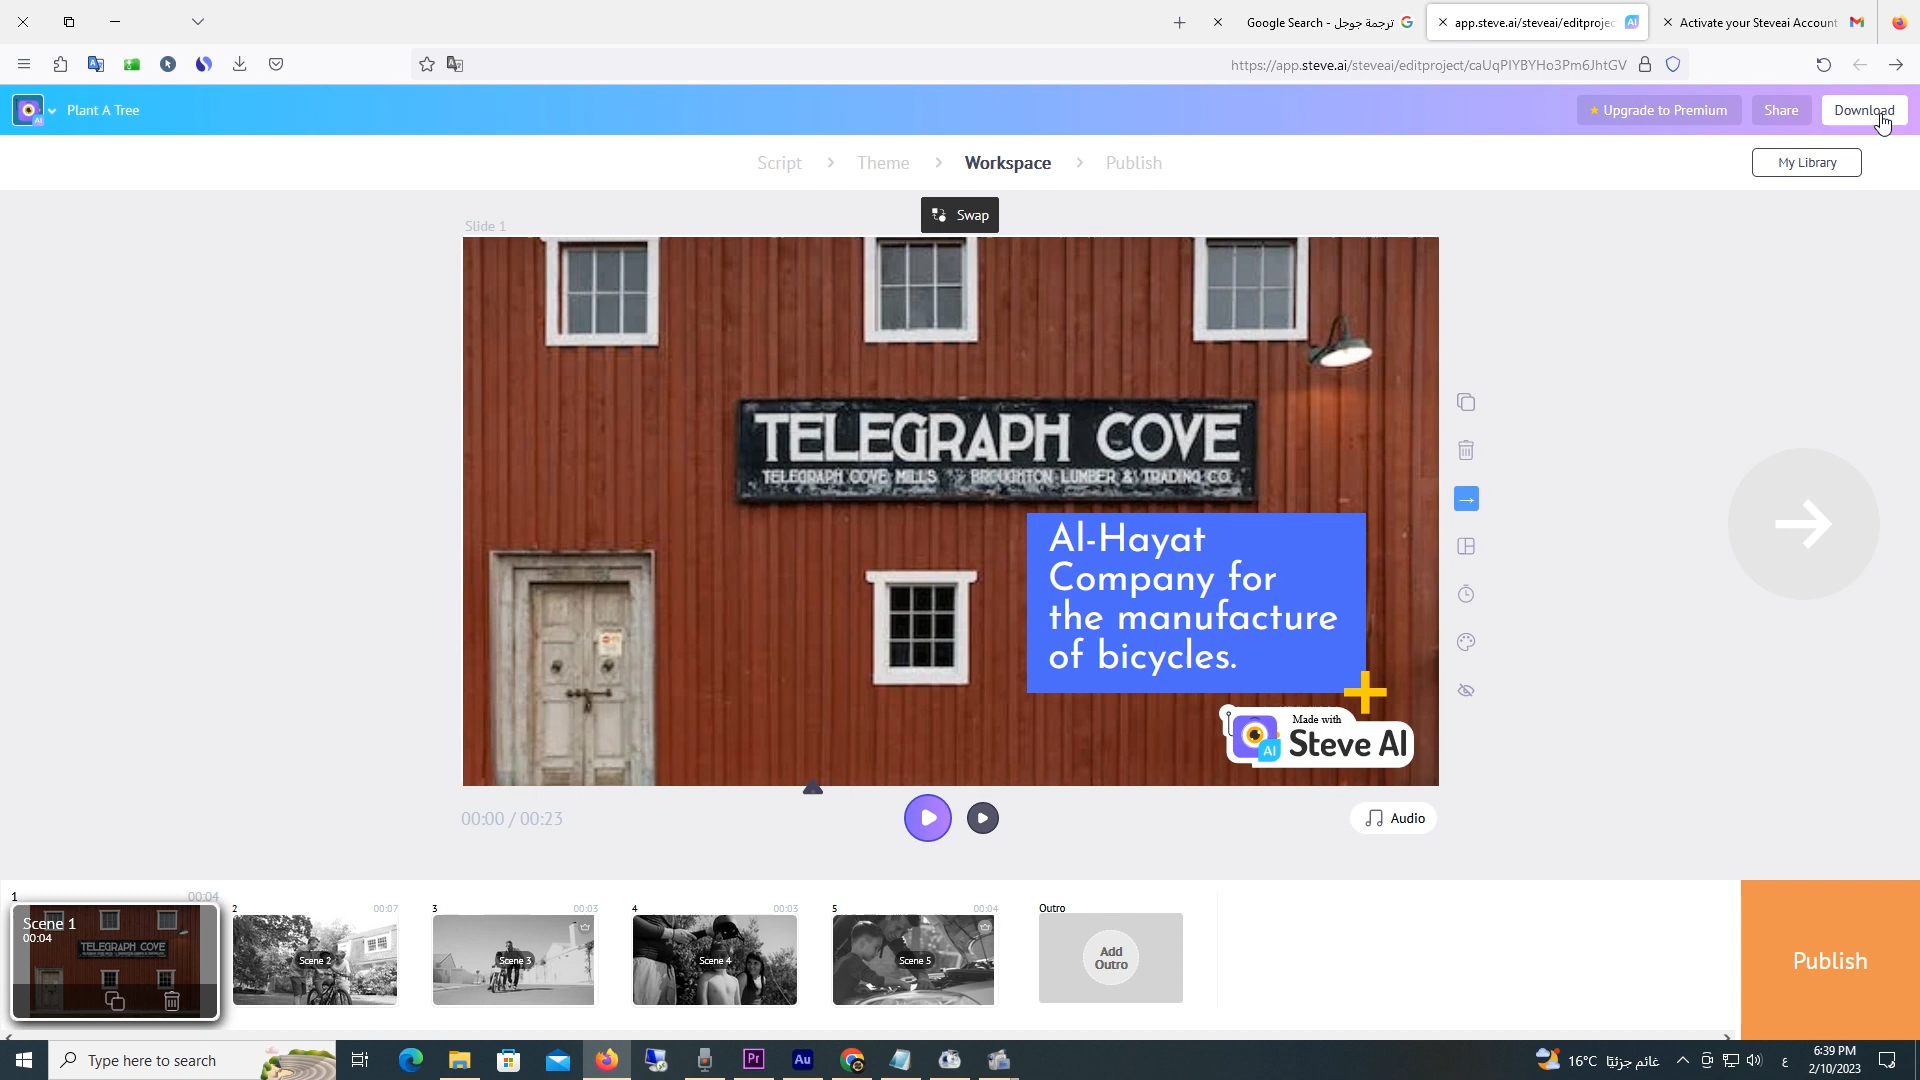 ترجمة جوجل - Google Search
app.steve.ai/steveai/editprojec
Activate your Steveai Account
https://app.steve.ai/steveai/editproject/caUqPIYBYHo3Pm6JhtGV
Plant A Tree
Upgrade to Premium
Share
Download
Script > Theme > Workspace > Publish
My Library
Slide 1
Swap
TELEGRAPH COVE
TELEGRAPH COVE MILLS BROUGHTON LUMBER & TRADING CO.
Al-Hayat
Company for
the manufacture
of bicycles.
Made with
Steve AI
AI
00:00 / 00:23
Audio
1 00:04
Scene 1
00:04
TELEGRAPH COVE
2 00:07
Scene 2
3 00:03
Scene 3
4 00:03
Scene 4
5 00:04
Scene 5
Outro
Add
Outro
Publish
Type here to search
Pr
Au
16°C غائم جزئيًا
ع
6:39 PM
2/10/2023